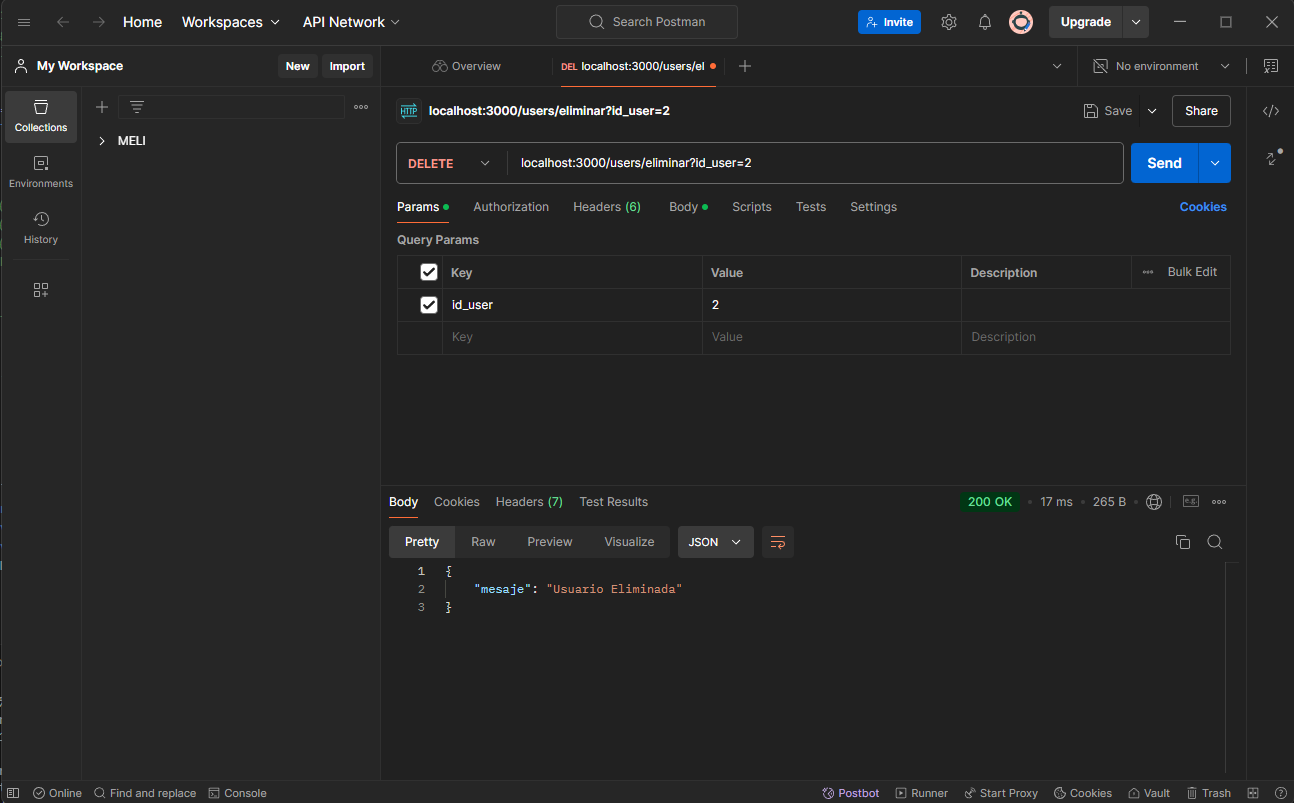 Home Workspaces API Network Search Postman Invite Upgrade
My Workspace New Import Overview DEL localhost:3000/users/el No environment
Collections
MELI
Environments
History
HTTP localhost:3000/users/eliminar?id_user=2 Save Share
DELETE localhost:3000/users/eliminar?id_user=2 Send
Params Authorization Headers (6) Body Scripts Tests Settings Cookies
Query Params
Key Value Description Bulk Edit
id_user 2
Key Value Description
Body Cookies Headers (7) Test Results 200 OK 17 ms 265 B e.g.
Pretty Raw Preview Visualize JSON
1 {
2 "mesaje": "Usuario Eliminada"
3 }
Online Find and replace Console Postbot Runner Start Proxy Cookies Vault Trash